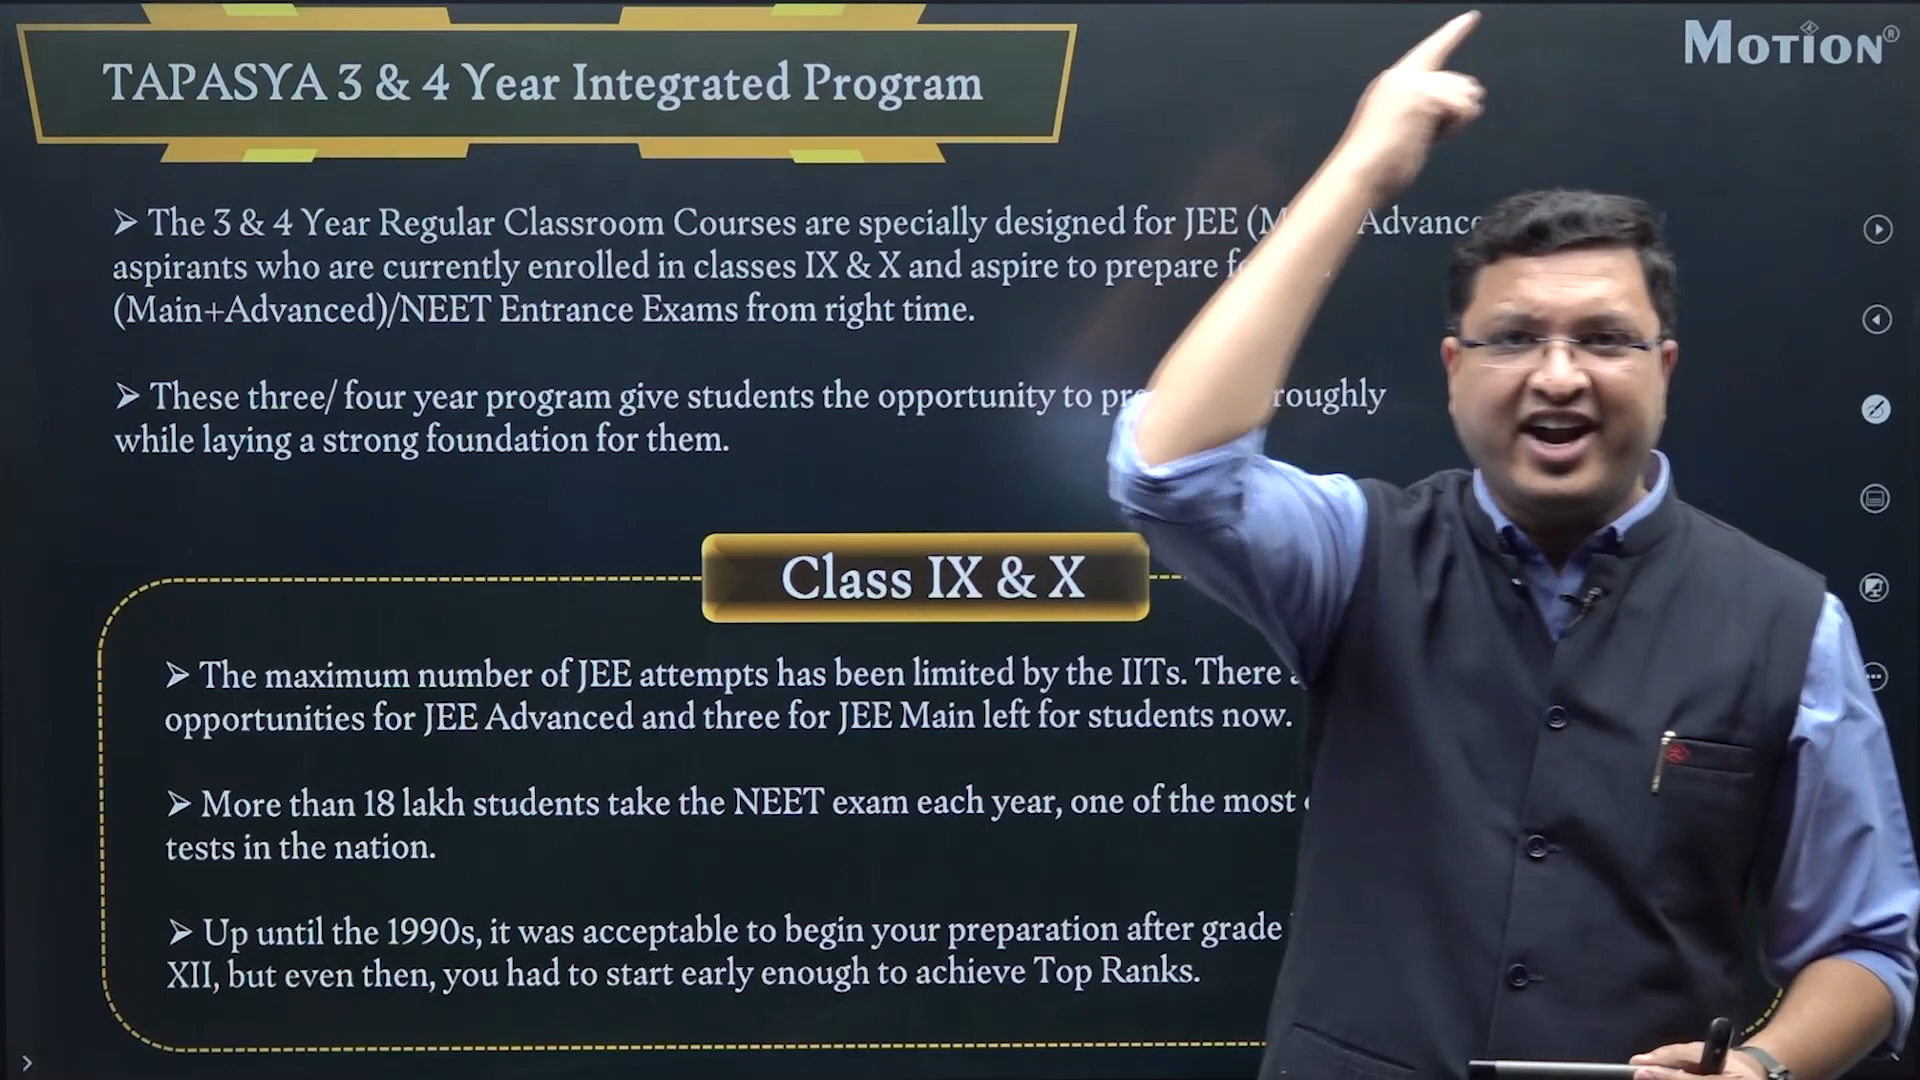 TAPASYA 3 & 4 Year Integrated Program
MOTION®
➤ The 3 & 4 Year Regular Classroom Courses are specially designed for JEE
aspirants who are currently enrolled in classes IX & X and aspire to prepare
(Main+Advanced)/NEET Entrance Exams from right time.
➤ These three/ four year program give students the opportunity to
while laying a strong foundation for them.
Class IX & X
➤ The maximum number of JEE attempts has been limited by the IITs. There
opportunities for JEE Advanced and three for JEE Main left for students now.
➤ More than 18 lakh students take the NEET exam each year, one of the most
tests in the nation.
➤ Up until the 1990s, it was acceptable to begin your preparation after grade
XII, but even then, you had to start early enough to achieve Top Ranks.